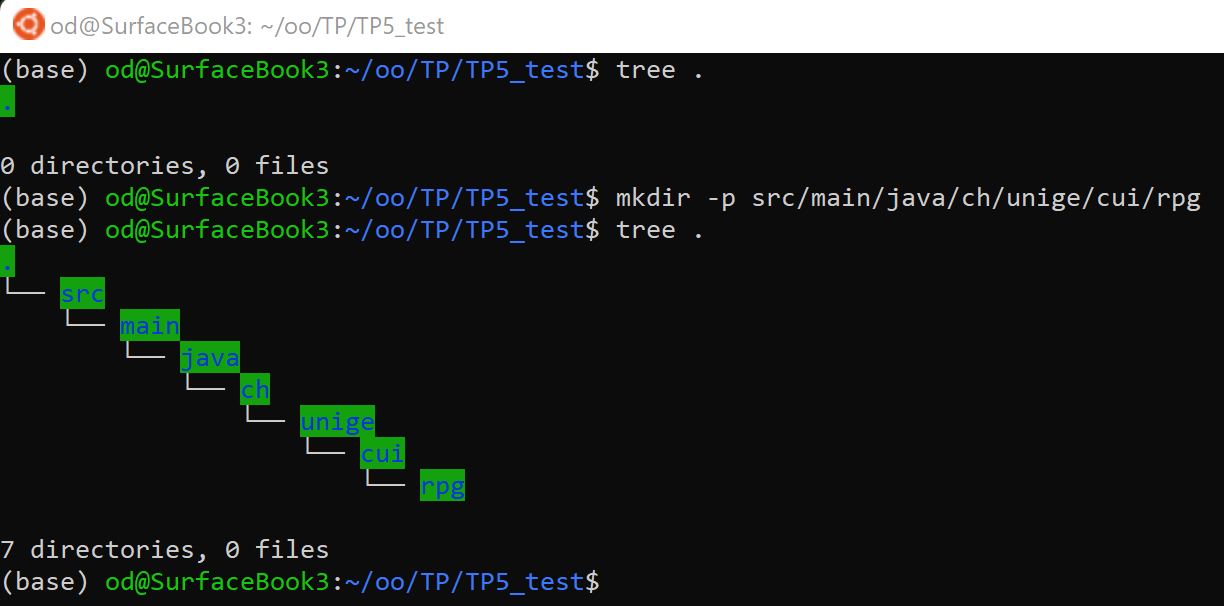 od@SurfaceBook3: ~/oo/TP/TP5_test
(base) od@SurfaceBook3:~/oo/TP/TP5_test$ tree .
.
0 directories, 0 files
(base) od@SurfaceBook3:~/oo/TP/TP5_test$ mkdir -p src/main/java/ch/unige/cui/rpg
(base) od@SurfaceBook3:~/oo/TP/TP5_test$ tree .
.
└── src
    └── main
        └── java
            └── ch
                └── unige
                    └── cui
                        └── rpg
7 directories, 0 files
(base) od@SurfaceBook3:~/oo/TP/TP5_test$